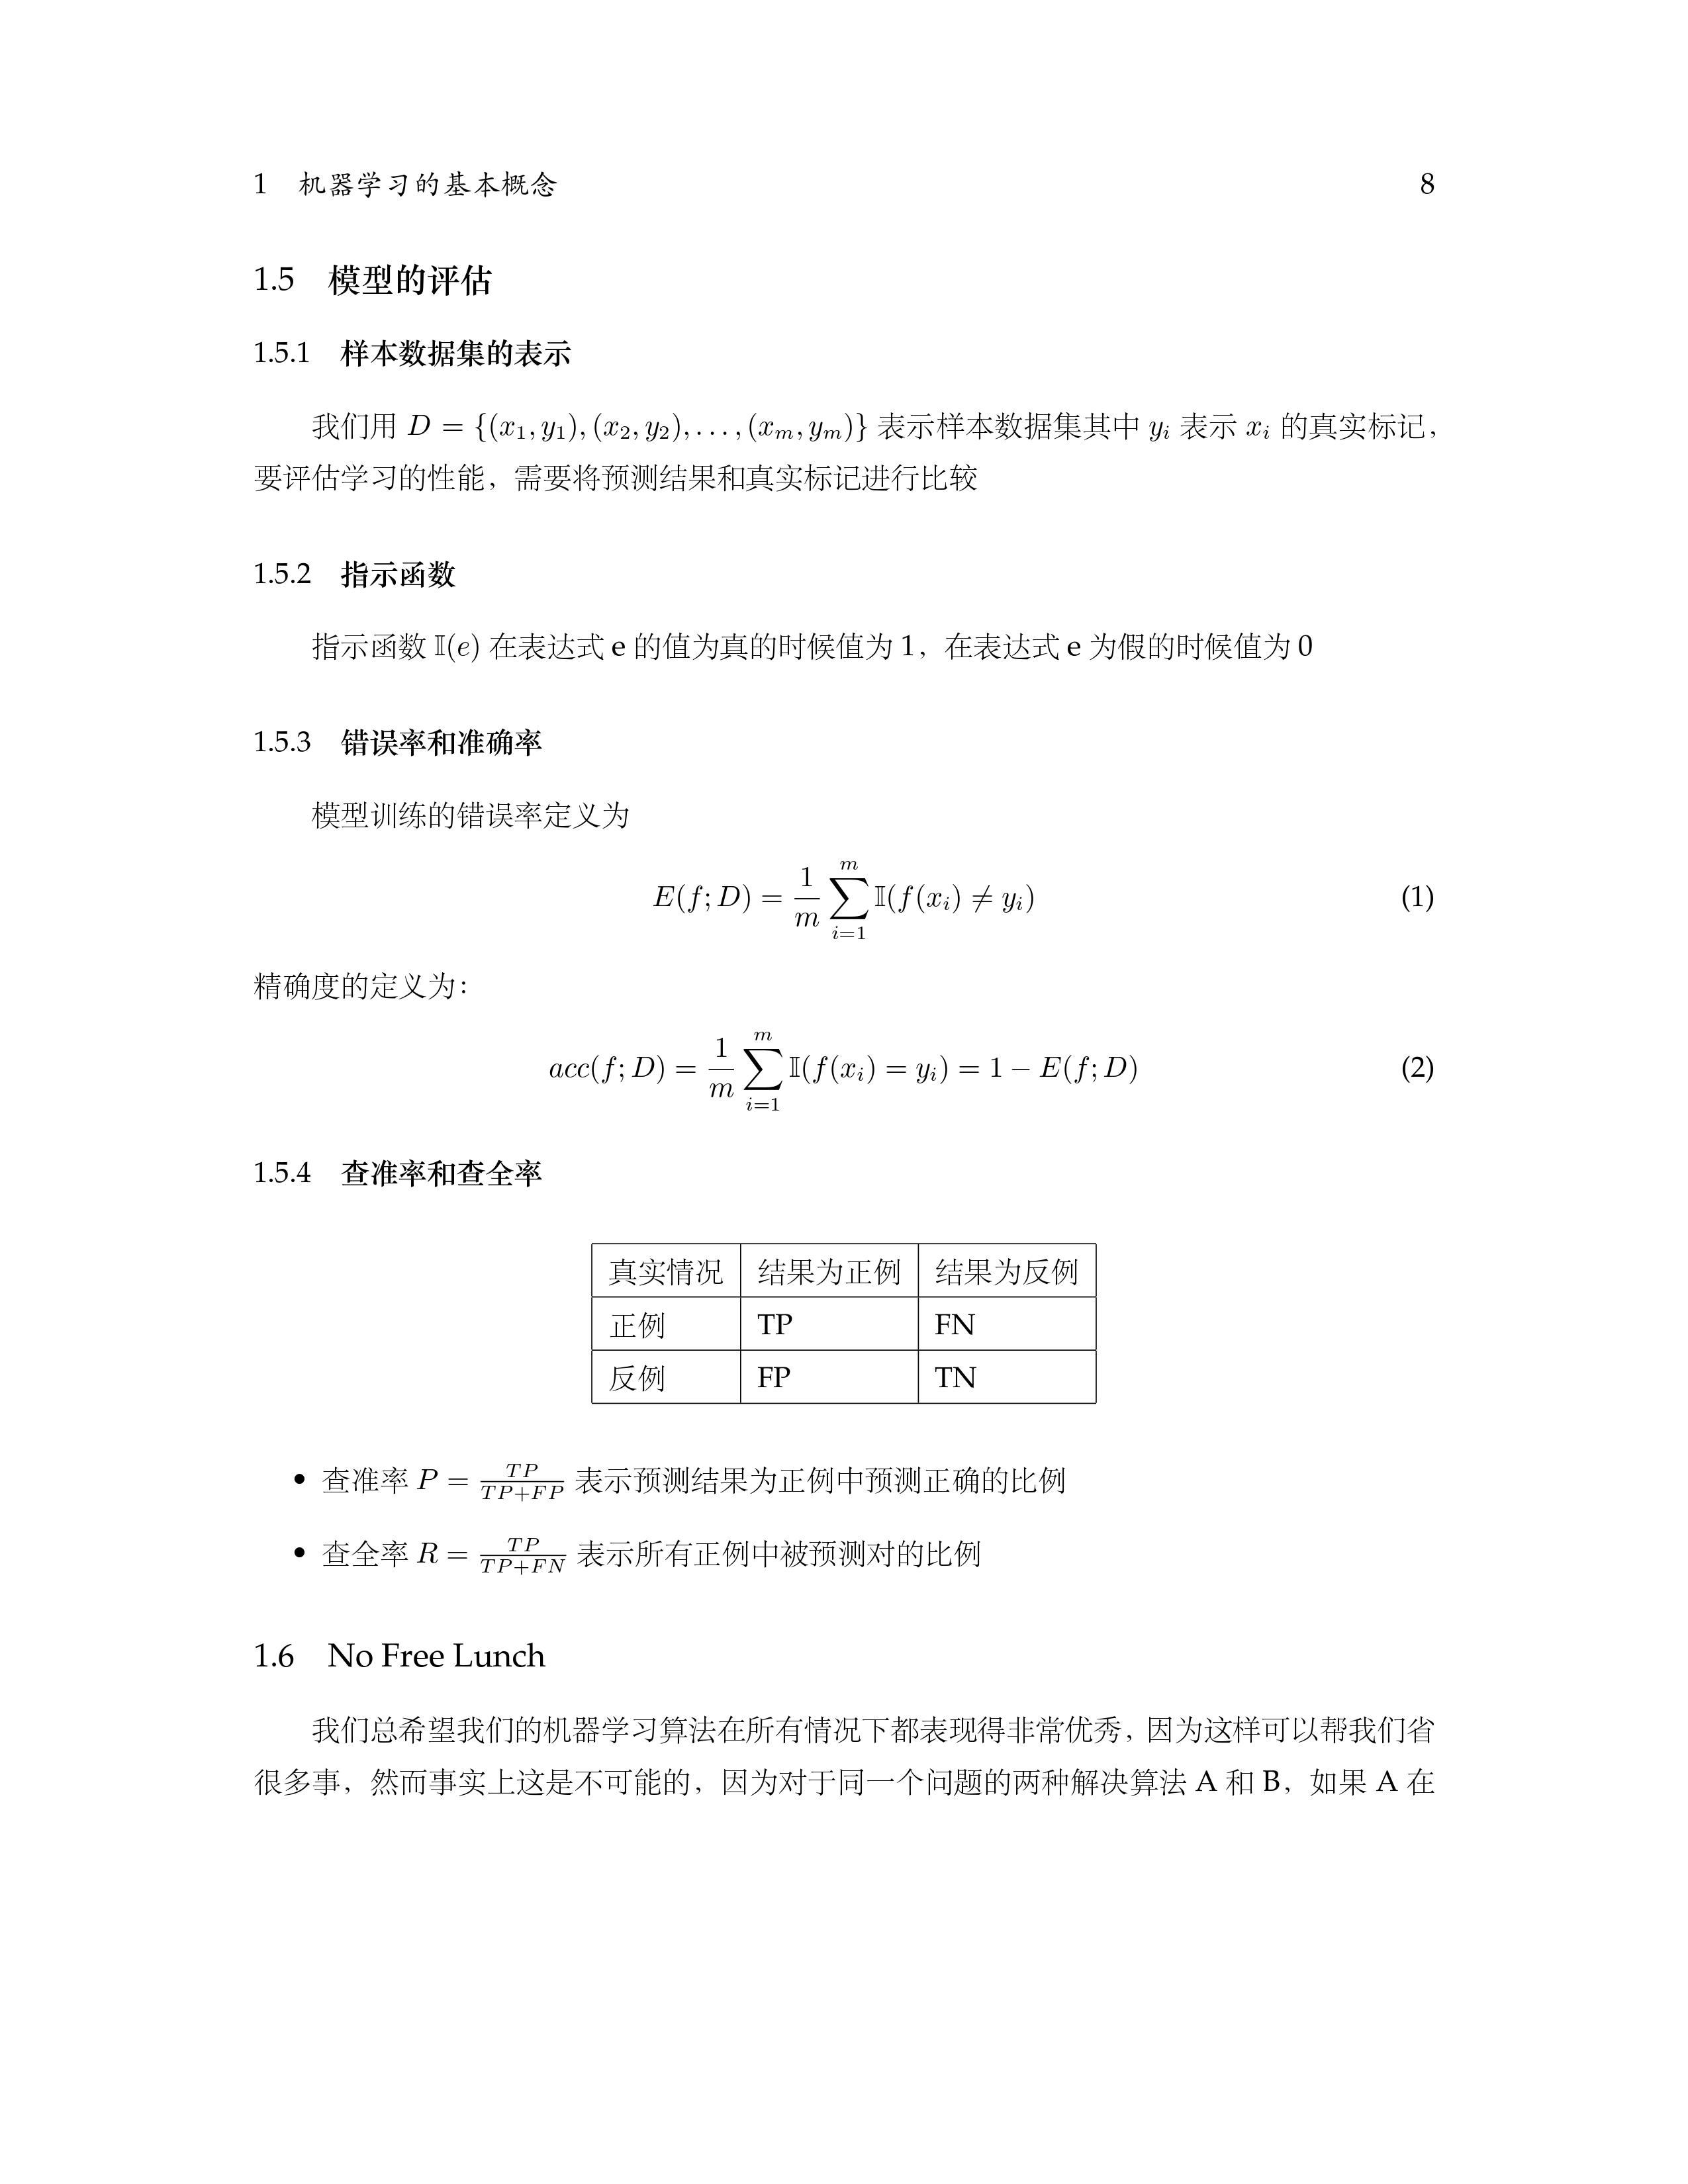 1 机器学习的基本概念 8
1.5 模型的评估
1.5.1 样本数据集的表示
我们用 D = {(x₁, y₁), (x₂, y₂), . . . , (xₘ, yₘ)} 表示样本数据集其中 yᵢ 表示 xᵢ 的真实标记，
要评估学习的性能，需要将预测结果和真实标记进行比较
1.5.2 指示函数
指示函数 𝕀(e) 在表达式 e 的值为真的时候值为 1，在表达式 e 为假的时候值为 0
1.5.3 错误率和准确率
模型训练的错误率定义为
$E(f; D) = \frac{1}{m} \sum_{i=1}^{m} \mathbb{I}(f(x_i) \neq y_i)$ (1)
精确度的定义为：
$acc(f; D) = \frac{1}{m} \sum_{i=1}^{m} \mathbb{I}(f(x_i) = y_i) = 1 - E(f; D)$ (2)
1.5.4 查准率和查全率
真实情况 结果为正例 结果为反例
正例 TP FN
反例 FP TN
• 查准率 $P = \frac{TP}{TP+FP}$ 表示预测结果为正例中预测正确的比例
• 查全率 $R = \frac{TP}{TP+FN}$ 表示所有正例中被预测对的比例
1.6 No Free Lunch
我们总希望我们的机器学习算法在所有情况下都表现得非常优秀，因为这样可以帮我们省
很多事，然而事实上这是不可能的，因为对于同一个问题的两种解决算法 A 和 B，如果 A 在